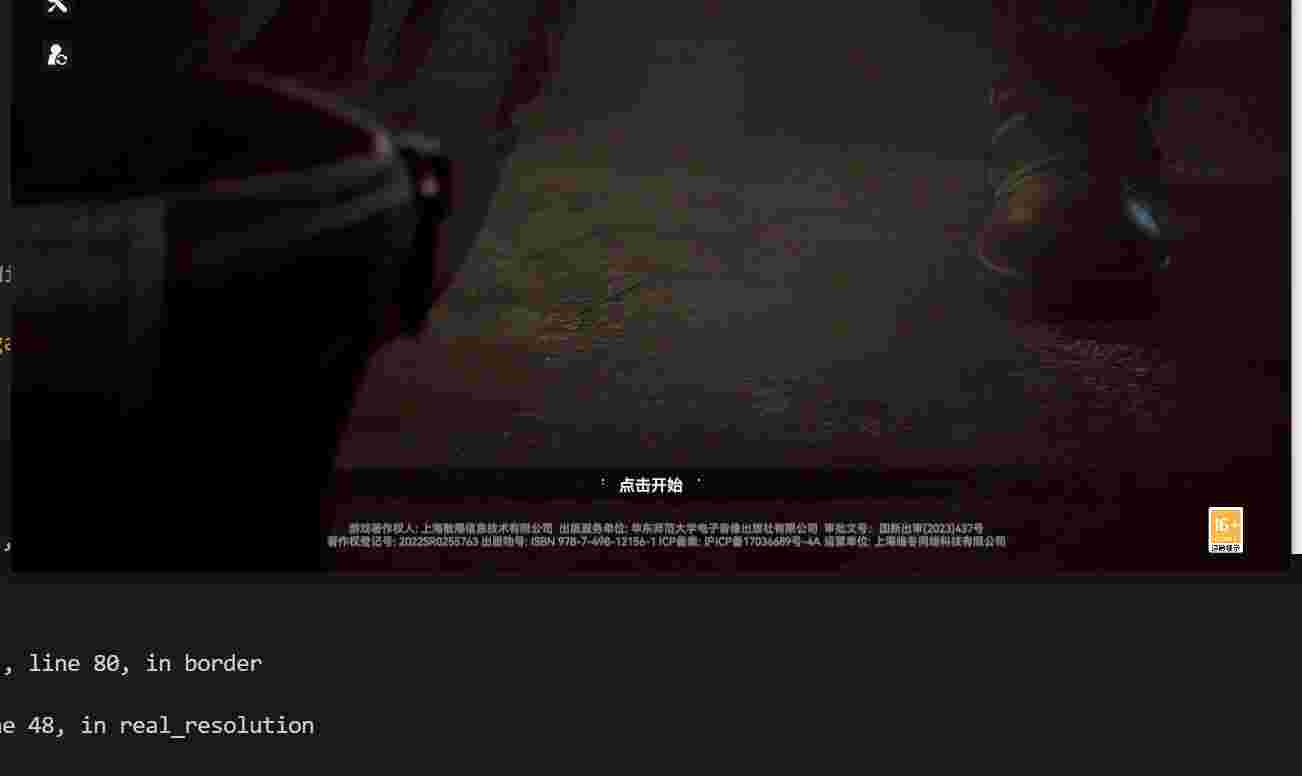 点击开始
游戏著作权人: 上海散爆信息技术有限公司 出版服务单位: 华东师范大学电子音像出版社有限公司 审批文号: 国新出审[2023]437号
著作权登记号: 2022SR0255763 出版物号: ISBN 978-7-498-12156-1 ICP备案: 沪ICP备17036689号-4A 运营单位: 上海暗冬网络科技有限公司
16+
适龄提示
, line 80, in border
ne 48, in real_resolution